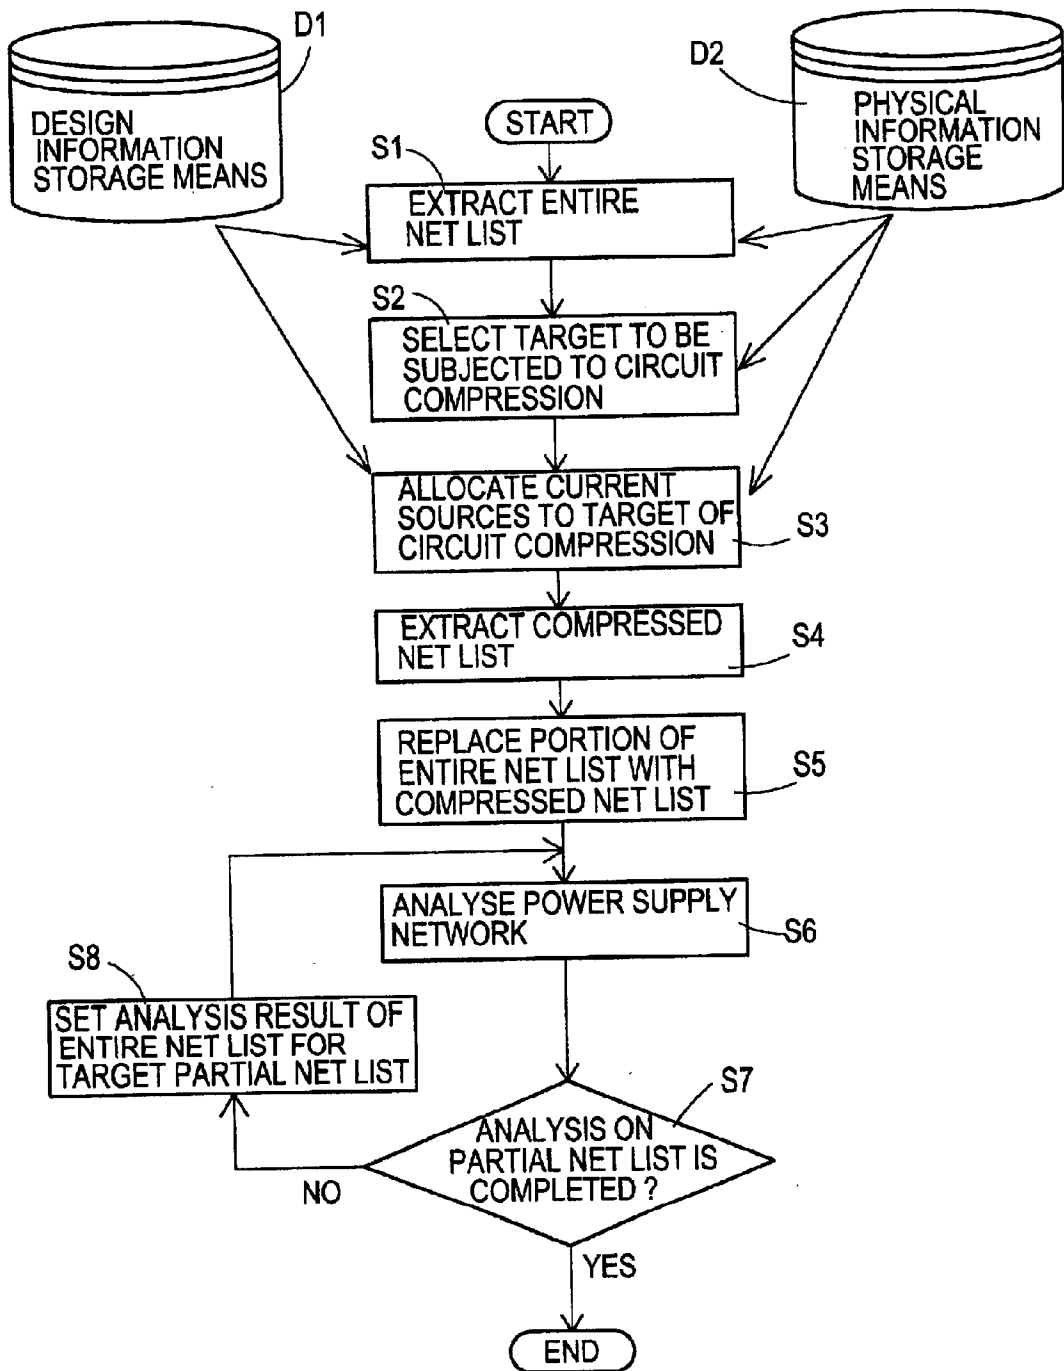 D1
D2
DESIGN
INFORMATION
STORAGE MEANS
PHYSICAL
INFORMATION
STORAGE
MEANS
START
S1
EXTRACT ENTIRE
NET LIST
S2
SELECT TARGET TO BE
SUBJECTED TO CIRCUIT
COMPRESSION
ALLOCATE CURRENT
SOURCES TO TARGET OF
CIRCUIT COMPRESSION
S3
EXTRACT COMPRESSED
NET LIST
S4
REPLACE PORTION OF
ENTIRE NET LIST WITH
COMPRESSED NET LIST
S5
ANALYSE POWER SUPPLY
NETWORK
S6
S8
SET ANALYSIS RESULT OF
ENTIRE NET LIST FOR
TARGET PARTIAL NET LIST
S7
ANALYSIS ON
PARTIAL NET LIST IS
COMPLETED ?
NO
YES
END